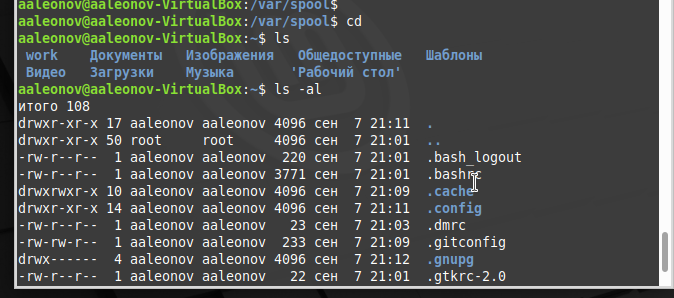 aaleonov@aaleonov-VirtualBox:/var/spool$
aaleonov@aaleonov-VirtualBox:/var/spool$ cd
aaleonov@aaleonov-VirtualBox:~$ ls
work Документы Изображения Общедоступные Шаблоны
Видео Загрузки Музыка 'Рабочий стол'
aaleonov@aaleonov-VirtualBox:~$ ls -al
итого 108
drwxr-xr-x 17 aaleonov aaleonov 4096 сен 7 21:11 .
drwxr-xr-x 50 root root 4096 сен 7 21:01 ..
-rw-r--r-- 1 aaleonov aaleonov 220 сен 7 21:01 .bash_logout
-rw-r--r-- 1 aaleonov aaleonov 3771 сен 7 21:01 .bashrc
drwxrwxr-x 10 aaleonov aaleonov 4096 сен 7 21:09 .cache
drwxr-xr-x 14 aaleonov aaleonov 4096 сен 7 21:11 .config
-rw-r--r-- 1 aaleonov aaleonov 23 сен 7 21:03 .dmrc
-rw-rw-r-- 1 aaleonov aaleonov 233 сен 7 21:09 .gitconfig
drwx------ 4 aaleonov aaleonov 4096 сен 7 21:12 .gnupg
-rw-r--r-- 1 aaleonov aaleonov 22 сен 7 21:01 .gtkrc-2.0